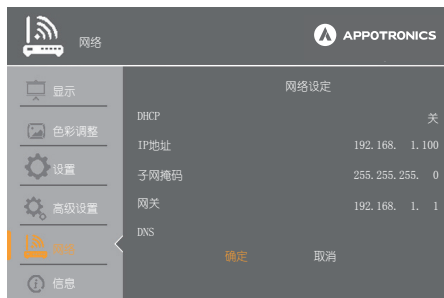 网络
APPOTRONICS
显示
色彩调整
设置
高级设置
网络
信息
网络设定
DHCP 关
IP地址 192.168. 1.100
子网掩码 255.255.255. 0
网关 192.168. 1. 1
DNS
确定 取消